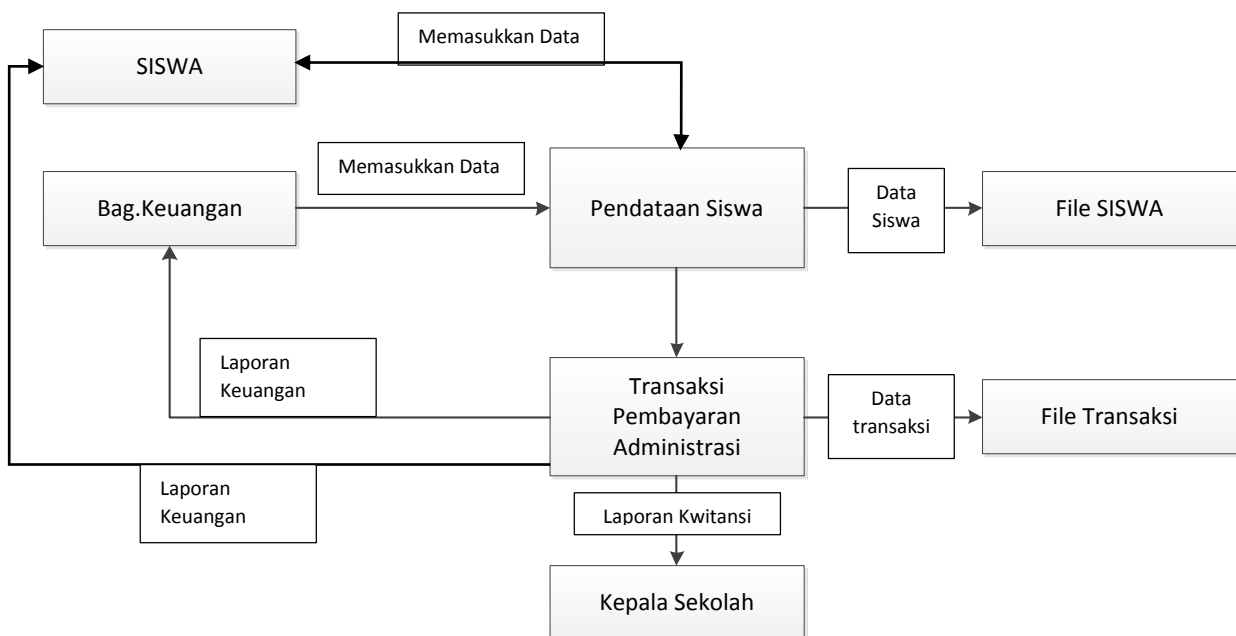 Memasukkan Data
SISWA
Memasukkan Data
Bag.Keuangan
Pendataan Siswa
Data
Siswa
File SISWA
Laporan
Keuangan
Transaksi
Pembayaran
Administrasi
Data
transaksi
File Transaksi
Laporan
Keuangan
Laporan Kwitansi
Kepala Sekolah